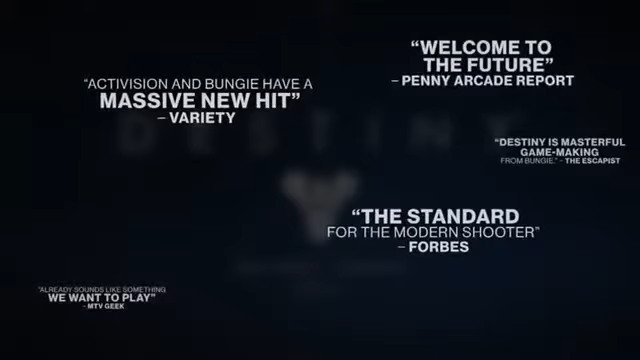 “WELCOME TO
THE FUTURE”
– PENNY ARCADE REPORT
“ACTIVISION AND BUNGIE HAVE A
MASSIVE NEW HIT”
– VARIETY
DESTINY
“DESTINY IS MASTERFUL
GAME-MAKING
FROM BUNGIE.” – THE ESCAPIST
“THE STANDARD
FOR THE MODERN SHOOTER”
– FORBES
“ALREADY SOUNDS LIKE SOMETHING
WE WANT TO PLAY”
– MTV GEEK